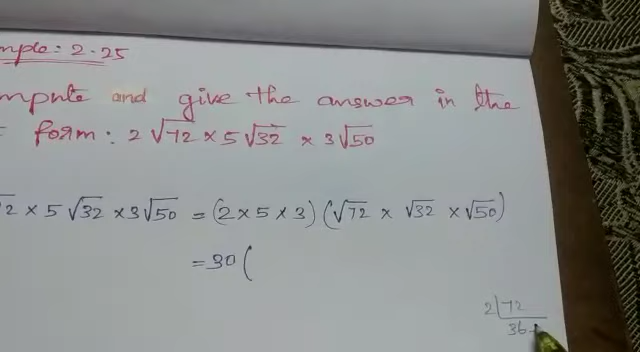 mple: 2.25
mpute and give the answer in the
form: 2√72 × 5√32 × 3√50
√72 × 5√32 × 3√50 = (2×5×3)(√72 × √32 × √50)
= 30(
2|72
36